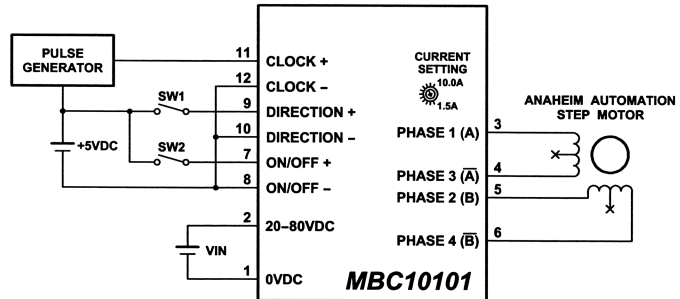 PULSE
GENERATOR
+5VDC
SW1
SW2
VIN
11 CLOCK +
12 CLOCK –
9 DIRECTION +
10 DIRECTION –
7 ON/OFF +
8 ON/OFF –
2 20–80VDC
1 0VDC
CURRENT
SETTING
10.0A
1.5A
PHASE 1 (A) 3
PHASE 3 (A̅) 4
PHASE 2 (B) 5
PHASE 4 (B̅) 6
MBC10101
ANAHEIM AUTOMATION
STEP MOTOR